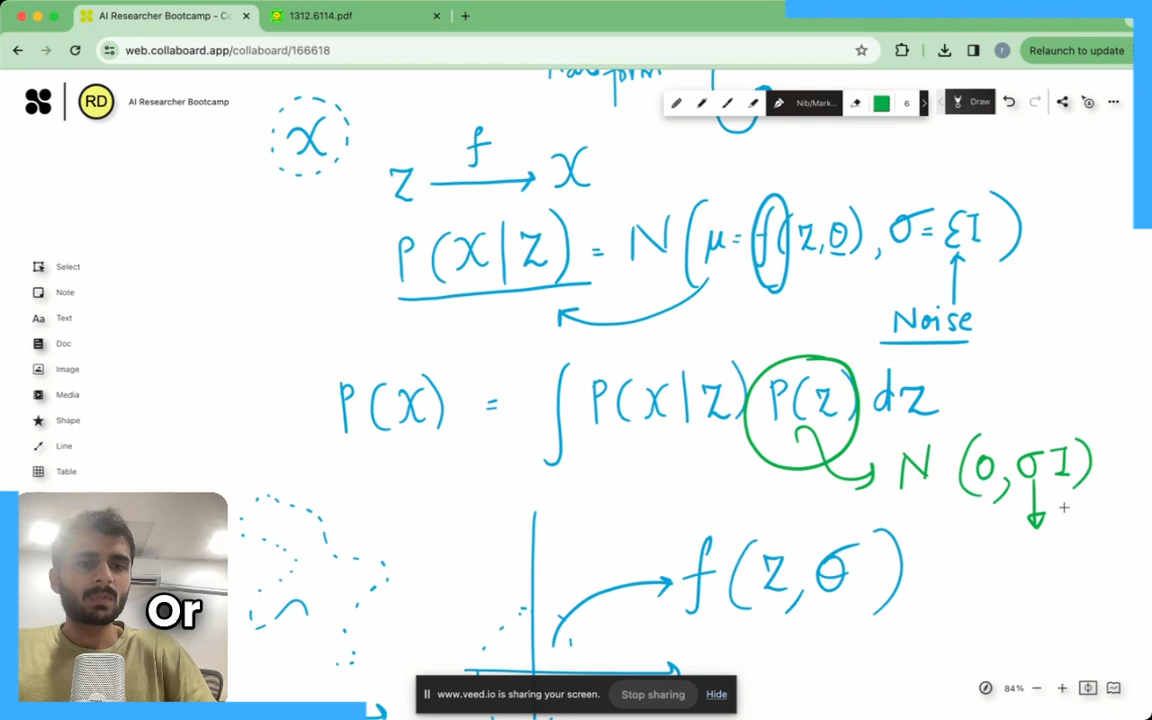 AI Researcher Bootcamp - Co
1312.6114.pdf
web.collaboard.app/collaboard/166618
Relaunch to update
RD
AI Researcher Bootcamp
Nib/Mark...
6
Draw
Transform
x
z f x
P(x|z) = N(μ= f(z,θ), σ= εI)
Noise
P(x) = ∫ P(x|z) P(z) dz
N (0, σI)
f(z, θ)
Select
Note
Text
Doc
Image
Media
Shape
Line
Table
Or
www.veed.io is sharing your screen.
Stop sharing
Hide
84%